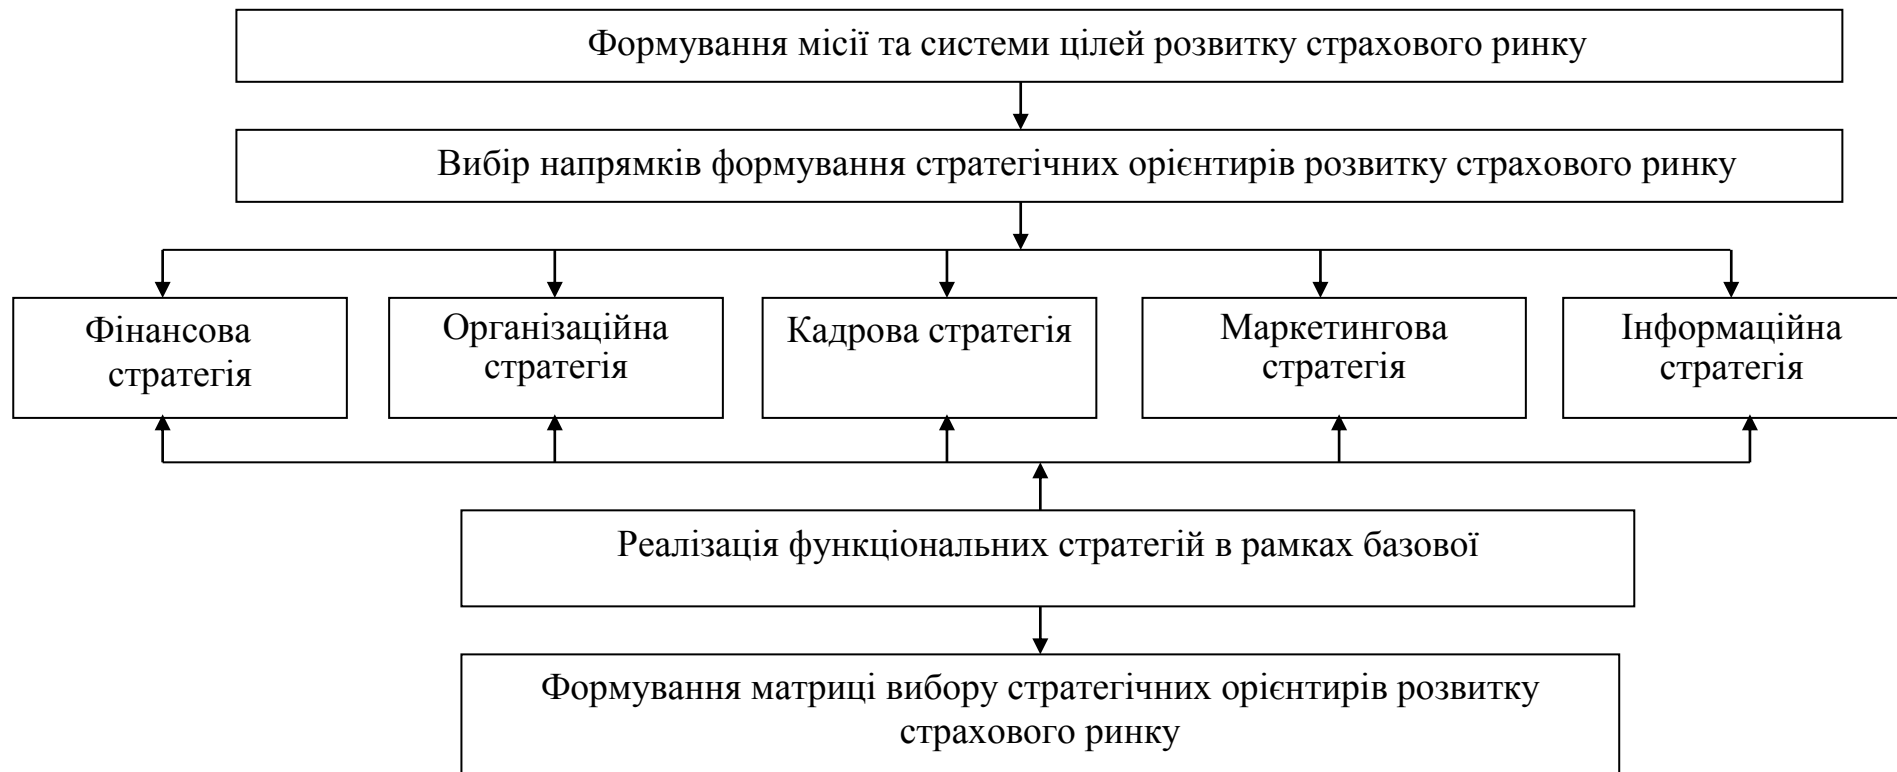 Формування місії та системи цілей розвитку страхового ринку
Вибір напрямків формування стратегічних орієнтирів розвитку страхового ринку
Фінансова
стратегія
Організаційна
стратегія
Кадрова стратегія
Маркетингова
стратегія
Інформаційна
стратегія
Реалізація функціональних стратегій в рамках базової
Формування матриці вибору стратегічних орієнтирів розвитку
страхового ринку